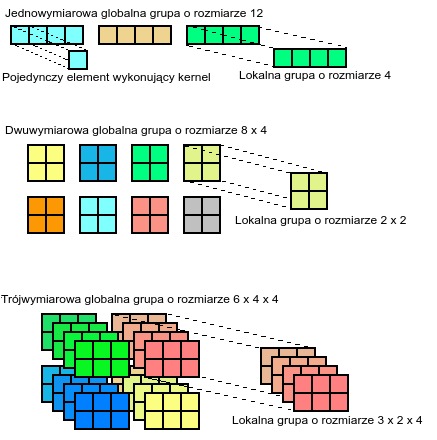 Jednowymiarowa globalna grupa o rozmiarze 12
Pojedynczy element wykonujący kernel
Lokalna grupa o rozmiarze 4
Dwuwymiarowa globalna grupa o rozmiarze 8 x 4
Lokalna grupa o rozmiarze 2 x 2
Trójwymiarowa globalna grupa o rozmiarze 6 x 4 x 4
Lokalna grupa o rozmiarze 3 x 2 x 4